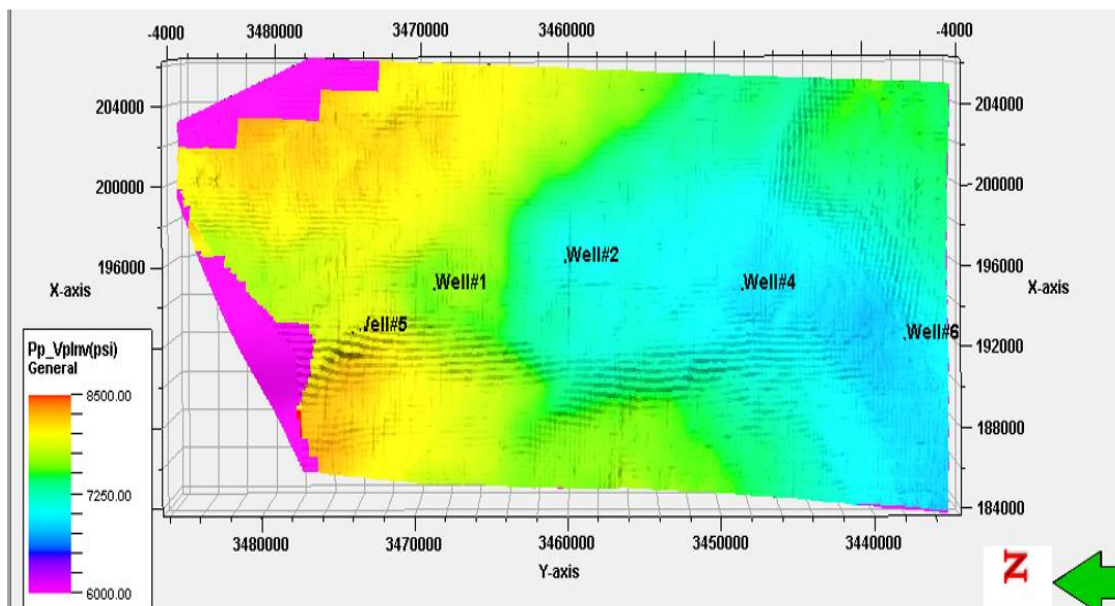 -4000 3480000 3470000 3460000 -4000
204000 204000
200000 200000
196000 196000
Well#2
Well#1 Well#4
X-axis X-axis
Well#5 Well#6
192000
Pp_VpInv(psi)
General
8500.00
188000
7250.00
184000
6000.00
3480000 3470000 3460000 3450000 3440000
Y-axis
N